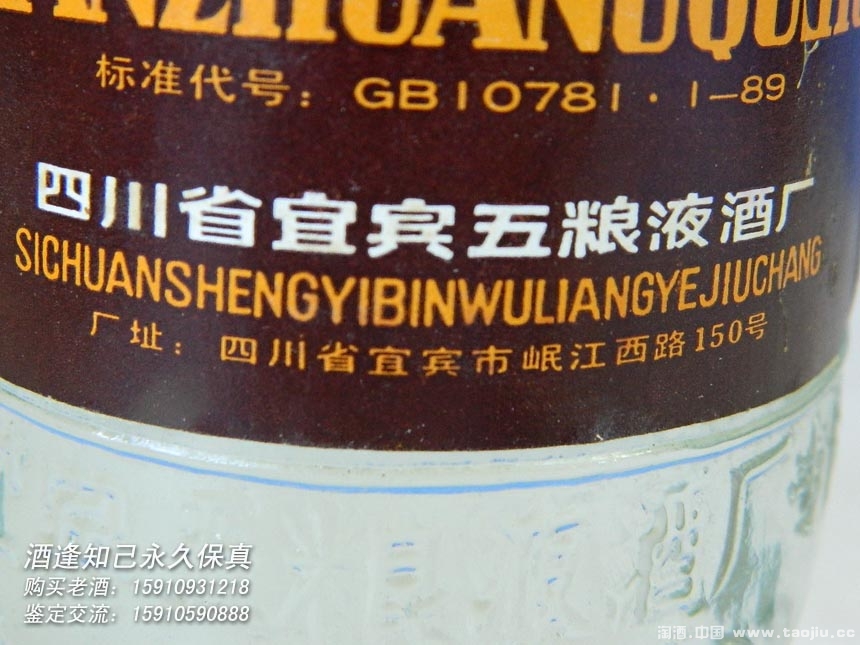 标准代号：GB10781·1—89
四川省宜宾五粮液酒厂
SICHUANSHENGYIBINWULIANGYEJIUCHANG
厂址：四川省宜宾市岷江西路150号
酒逢知己永久保真
购买老酒：15910931218
鉴定交流：15910590888
淘酒.中国 www.taojiu.cc